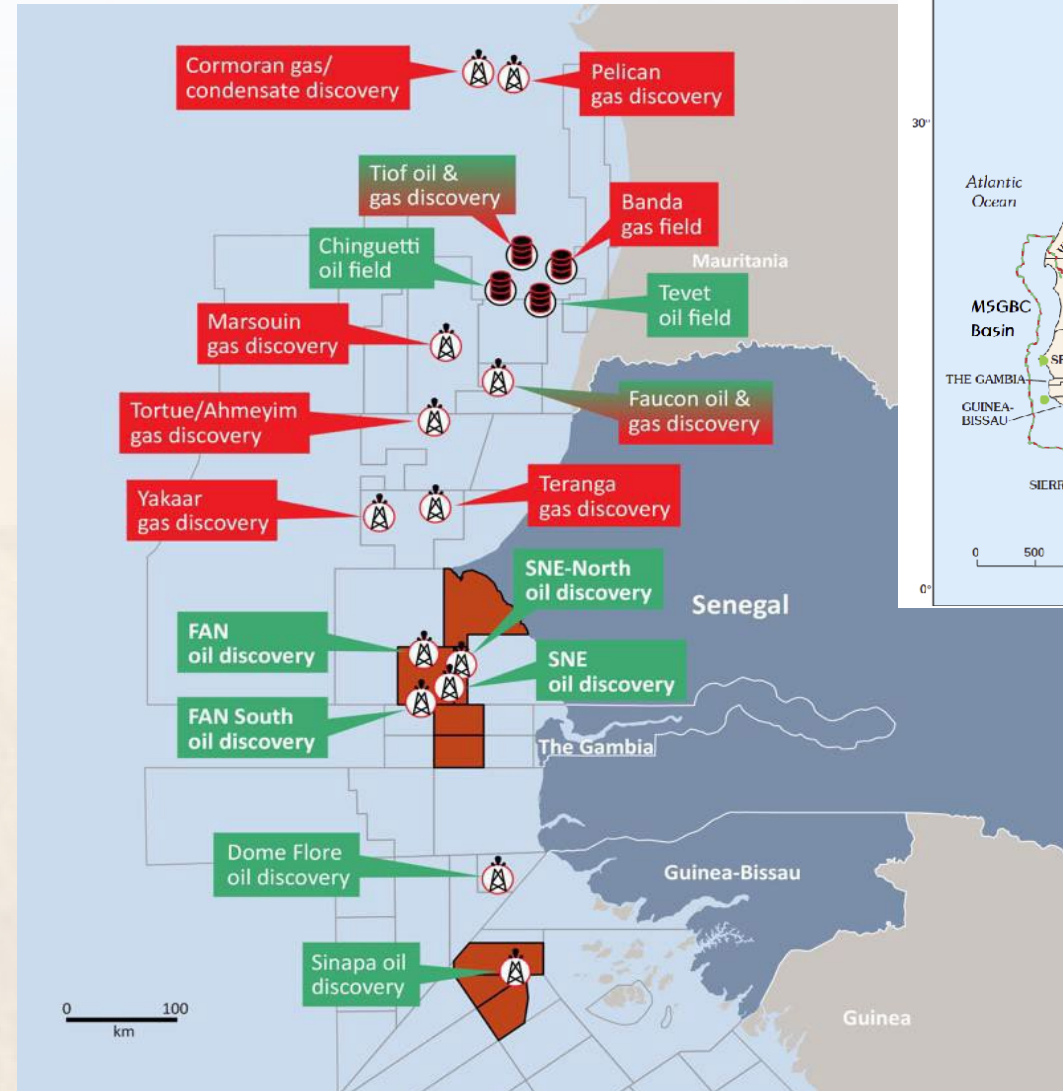 Cormoran gas/
condensate discovery
Pelican
gas discovery
Tiof oil &
gas discovery
Banda
gas field
Chinguetti
oil field
Mauritania
Tevet
oil field
Marsouin
gas discovery
Faucon oil &
gas discovery
Tortue/Ahmeyim
gas discovery
Yakaar
gas discovery
Teranga
gas discovery
SNE-North
oil discovery
Senegal
FAN
oil discovery
SNE
oil discovery
FAN South
oil discovery
The Gambia
Dome Flore
oil discovery
Guinea-Bissau
Sinapa oil
discovery
Guinea
0 100
km
30°
Atlantic
Ocean
MSGBC
Basin
THE GAMBIA
GUINEA-
BISSAU
0 500
0°